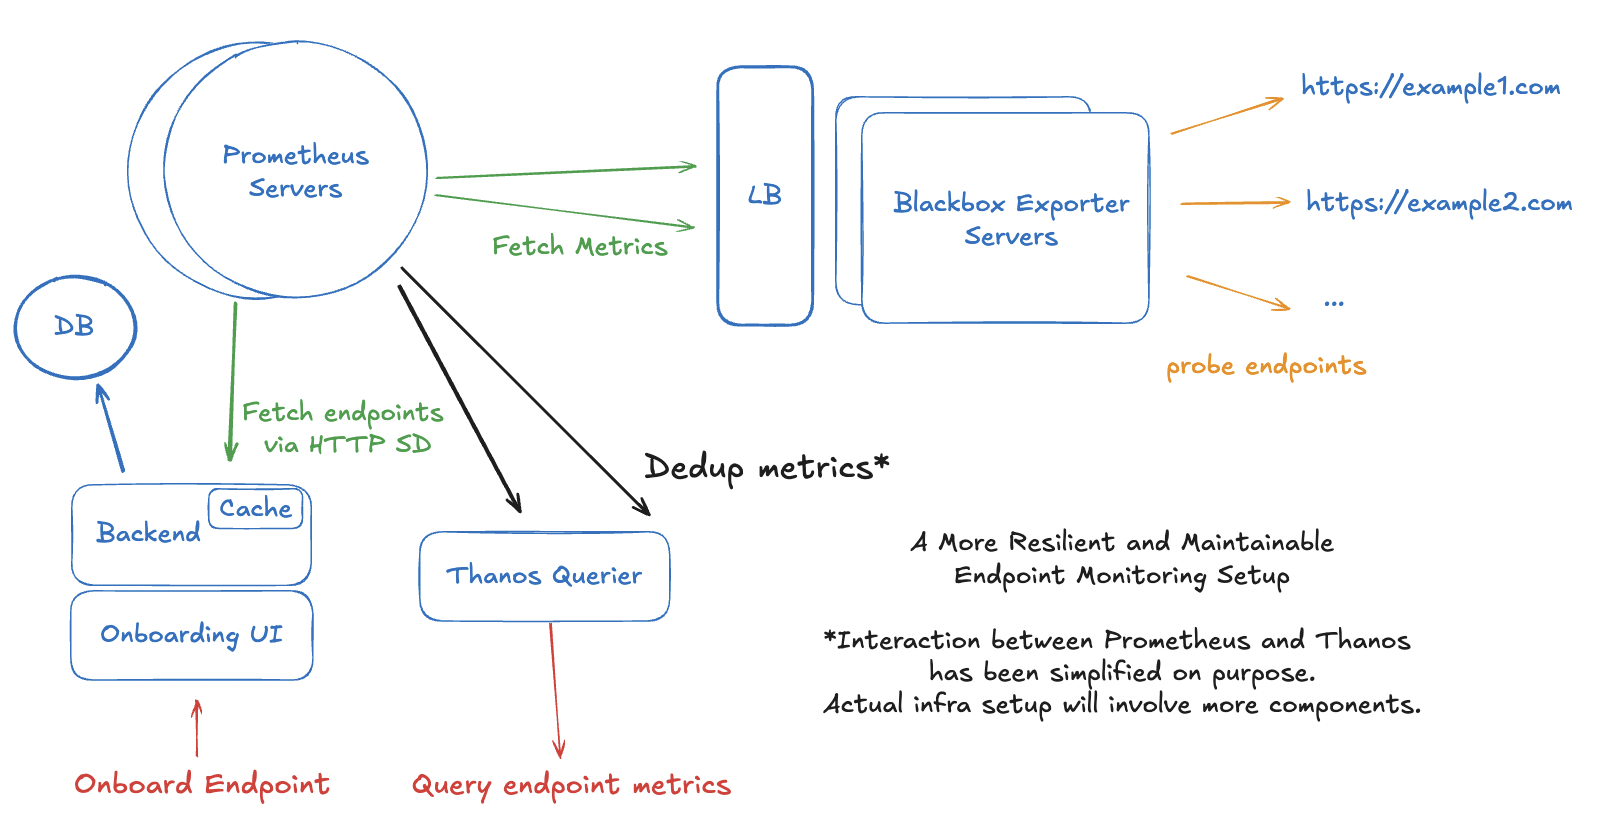 Prometheus
Servers
LB
Blackbox Exporter
Servers
https://example1.com
https://example2.com
...
probe endpoints
Fetch Metrics
DB
Fetch endpoints
via HTTP SD
Dedup metrics*
Backend
Cache
Onboarding UI
Thanos Querier
A More Resilient and Maintainable
Endpoint Monitoring Setup
*Interaction between Prometheus and Thanos
has been simplified on purpose.
Actual infra setup will involve more components.
Onboard Endpoint
Query endpoint metrics